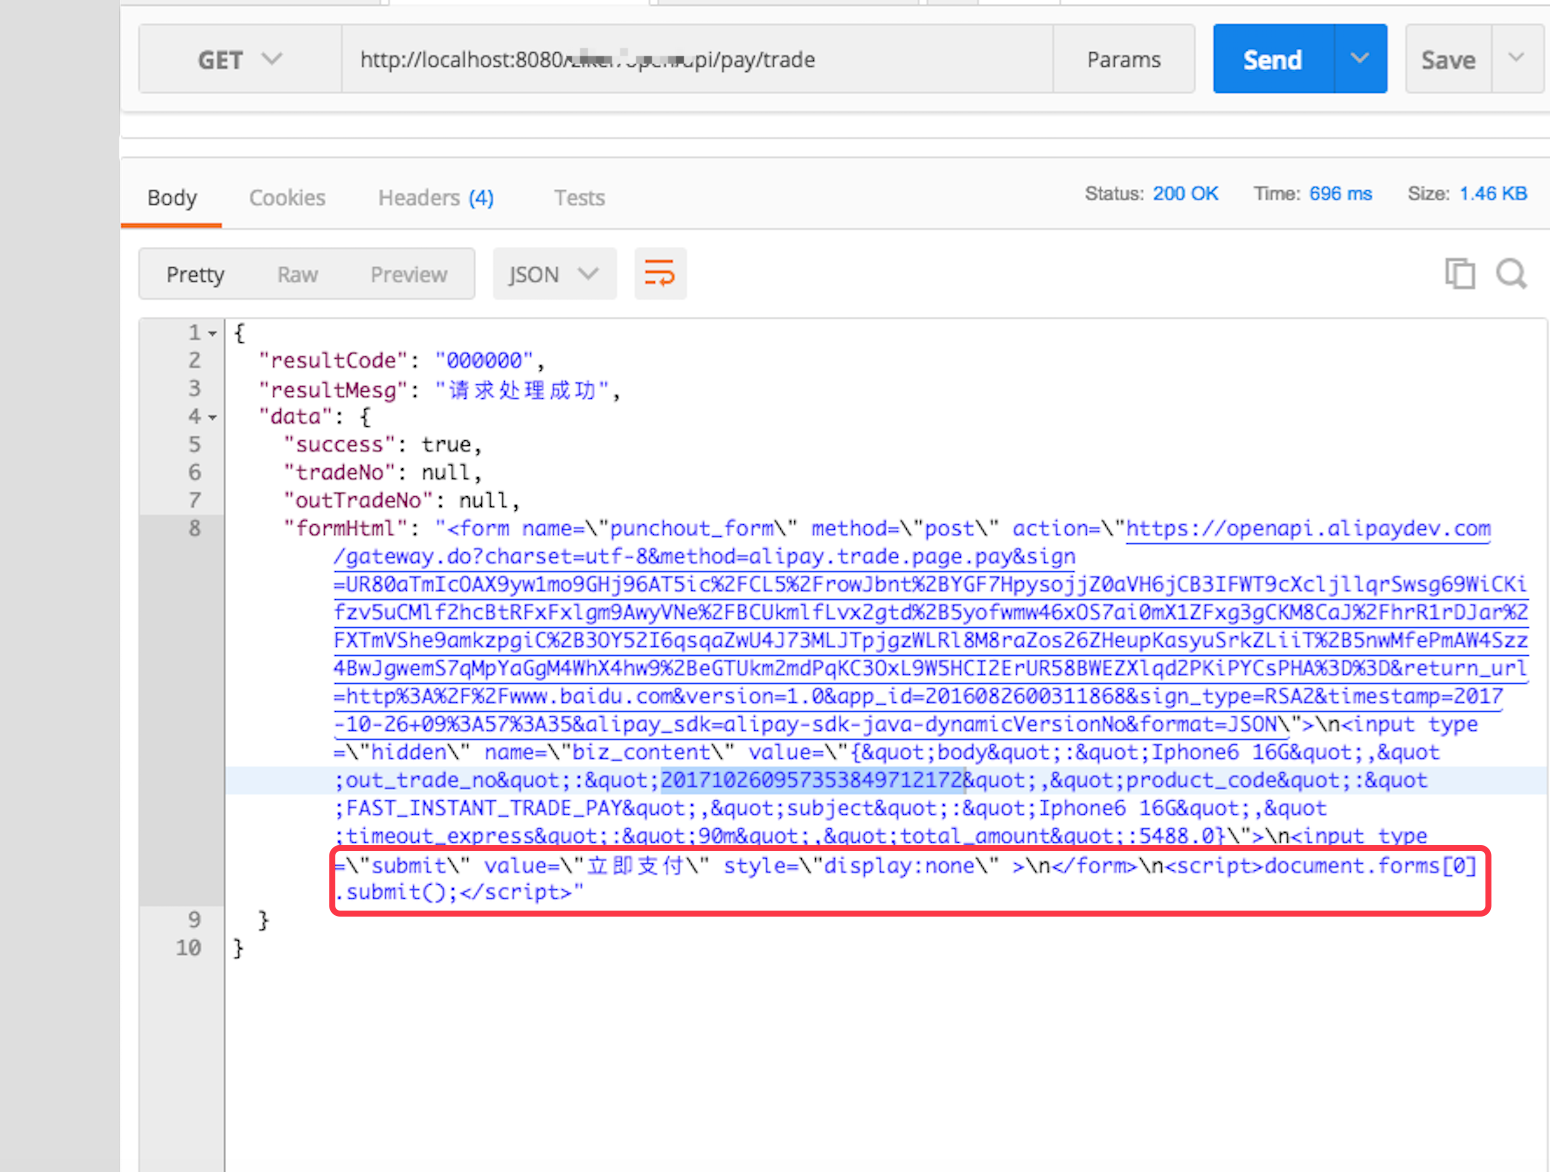 GET
http://localhost:8080/ api/pay/trade
Params
Send
Save
Body
Cookies
Headers (4)
Tests
Status: 200 OK
Time: 696 ms
Size: 1.46 KB
Pretty
Raw
Preview
JSON
1 {
2 "resultCode": "000000",
3 "resultMesg": "请求处理成功",
4 "data": {
5 "success": true,
6 "tradeNo": null,
7 "outTradeNo": null,
8 "formHtml": "<form name=\"punchout_form\" method=\"post\" action=\"https://openapi.alipaydev.com
/gateway.do?charset=utf-8&method=alipay.trade.page.pay&sign
=UR80aTmIcOAX9yw1mo9GHj96AT5ic%2FCL5%2FrowJbnt%2BYGF7HpysojjZ0aVH6jCB3IFWT9cXcljllqrSwsg69WiCKi
fzv5uCMlf2hcBtRFxFxlgm9AwyVNe%2FBCUkmlfLvx2gtd%2B5yofwmw46xOS7ai0mX1ZFxg3gCKM8CaJ%2FhrR1rDJar%2
FXTmVShe9amkzpgiC%2B3OY52I6qsqaZwU4J73MLJTpjgzWLRl8M8raZos26ZHeupKasyuSrkZLiiT%2B5nwMfePmAW4Szz
4BwJgwemS7qMpYaGgM4WhX4hw9%2BeGTUkm2mdPqKC3OxL9W5HCI2ErUR58BWEZXlqd2PKiPYCsPHA%3D%3D&return_url
=http%3A%2F%2Fwww.baidu.com&version=1.0&app_id=2016082600311868&sign_type=RSA2&timestamp=2017
-10-26+09%3A57%3A35&alipay_sdk=alipay-sdk-java-dynamicVersionNo&format=JSON\">\n<input type
=\"hidden\" name=\"biz_content\" value=\"{&quot;body&quot;:&quot;Iphone6 16G&quot;,&quot
;out_trade_no&quot;:&quot;2017102609573538497​12172&quot;,&quot;product_code&quot;:&quot
;FAST_INSTANT_TRADE_PAY&quot;,&quot;subject&quot;:&quot;Iphone6 16G&quot;,&quot
;timeout_express&quot;:&quot;90m&quot;,&quot;total_amount&quot;:5488.0}\">\n<input type
=\"submit\" value=\"立即支付\" style=\"display:none\" >\n</form>\n<script>document.forms[0]
.submit();</script>"
9 }
10 }